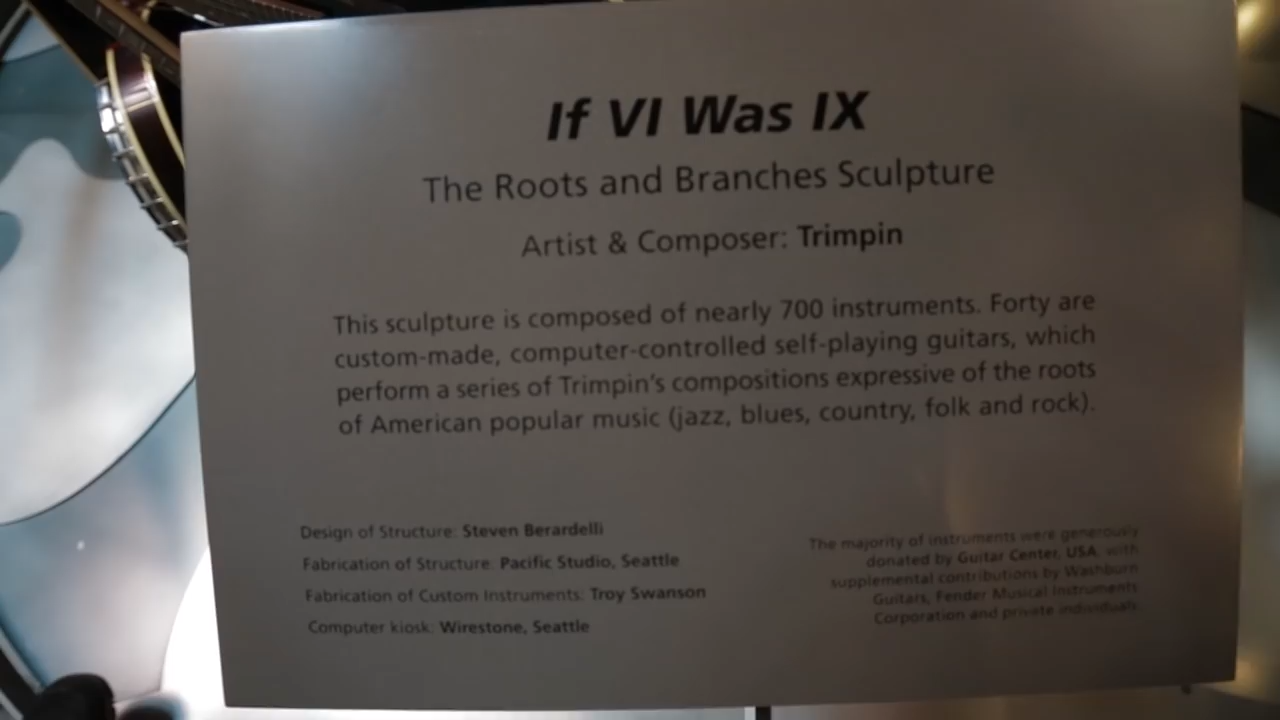 If VI Was IX
The Roots and Branches Sculpture
Artist & Composer: Trimpin
This sculpture is composed of nearly 700 instruments. Forty are
custom-made, computer-controlled self-playing guitars, which
perform a series of Trimpin's compositions expressive of the roots
of American popular music (jazz, blues, country, folk and rock).
Design of Structure: Steven Berardelli
Fabrication of Structure: Pacific Studio, Seattle
Fabrication of Custom Instruments: Troy Swanson
Computer kiosk: Wirestone, Seattle
The majority of instruments were generously
donated by Guitar Center, USA, with
supplemental contributions by Washburn
Guitars, Fender Musical Instruments
Corporation and private individuals.